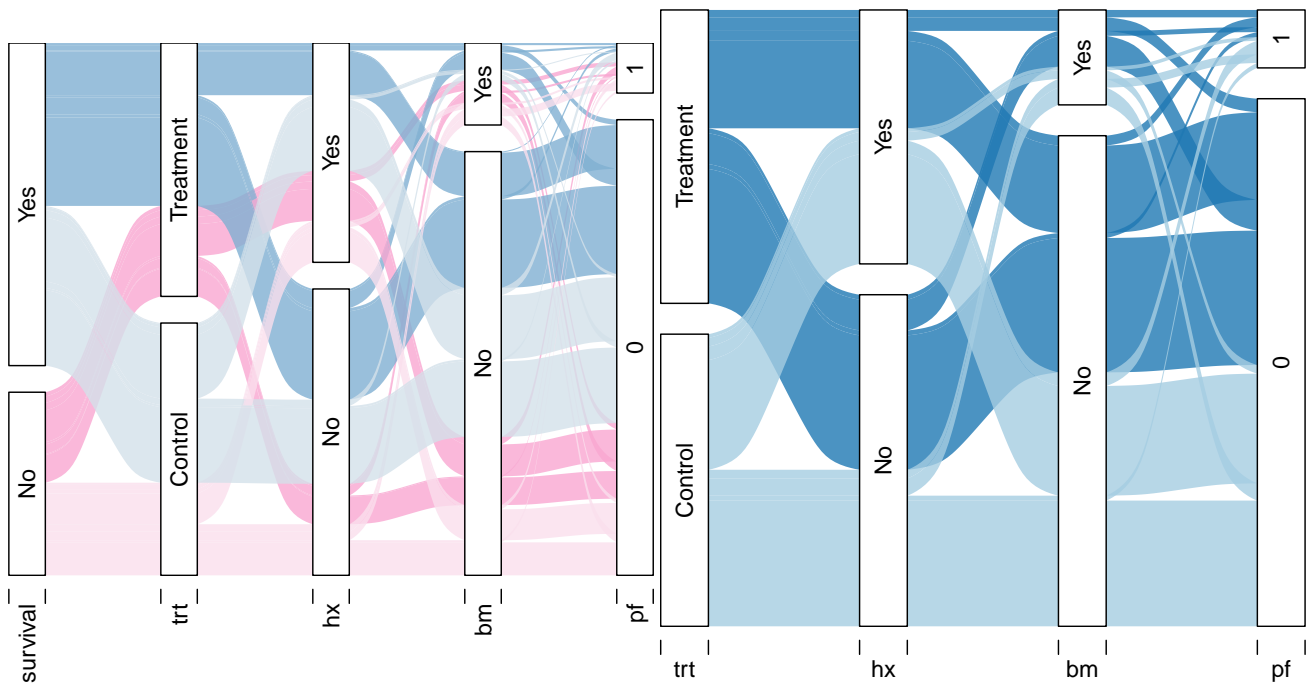 Yes
No
Treatment
Control
Yes
No
Yes
No
1
0
survival
trt
hx
bm
pf
Treatment
Control
Yes
No
Yes
No
1
0
trt
hx
bm
pf